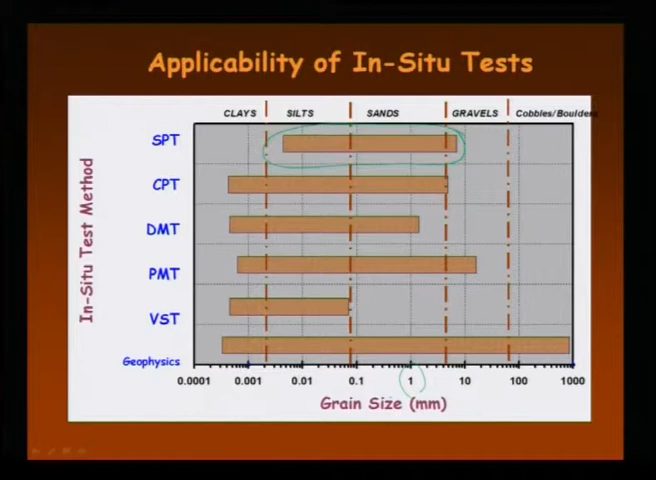 Applicability of In-Situ Tests
CLAYS SILTS SANDS GRAVELS Cobbles/Boulders
In-Situ Test Method
SPT
CPT
DMT
PMT
VST
Geophysics
0.0001 0.001 0.01 0.1 1 10 100 1000
Grain Size (mm)